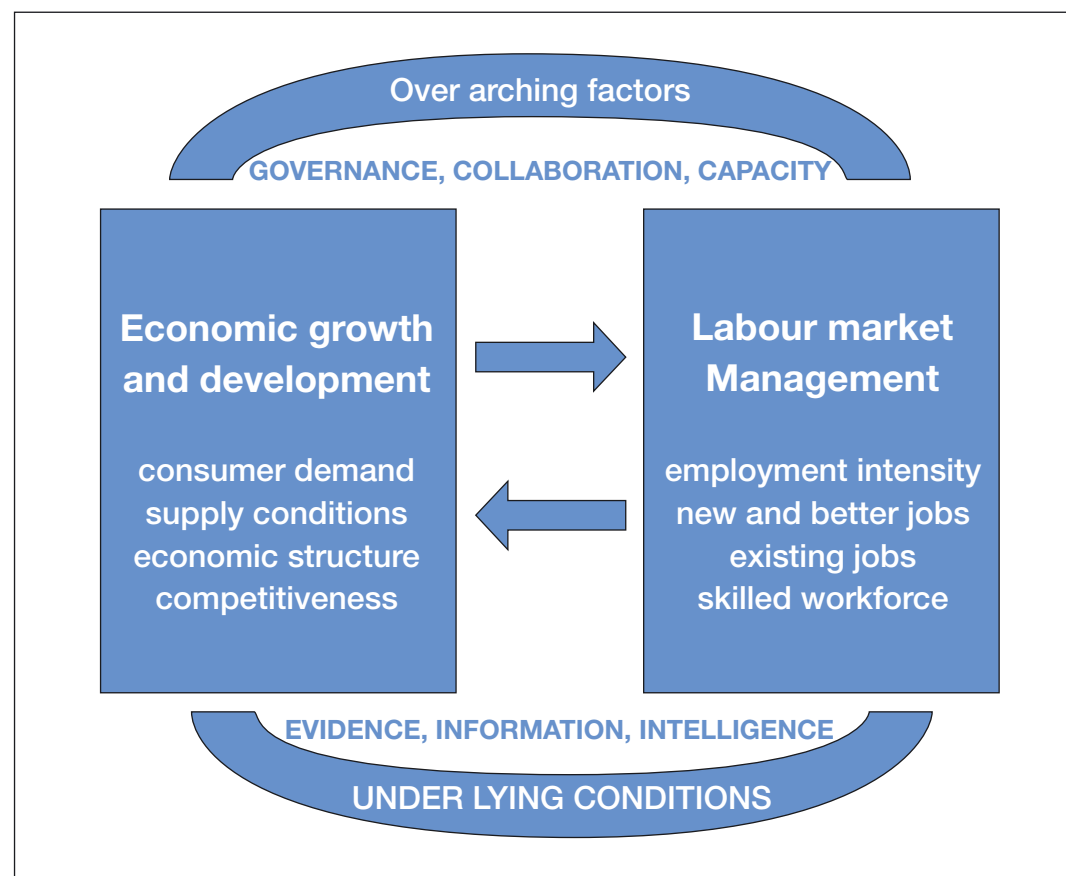 Over arching factors
GOVERNANCE, COLLABORATION, CAPACITY
Economic growth
and development
consumer demand
supply conditions
economic structure
competitiveness
Labour market
Management
employment intensity
new and better jobs
existing jobs
skilled workforce
EVIDENCE, INFORMATION, INTELLIGENCE
UNDER LYING CONDITIONS